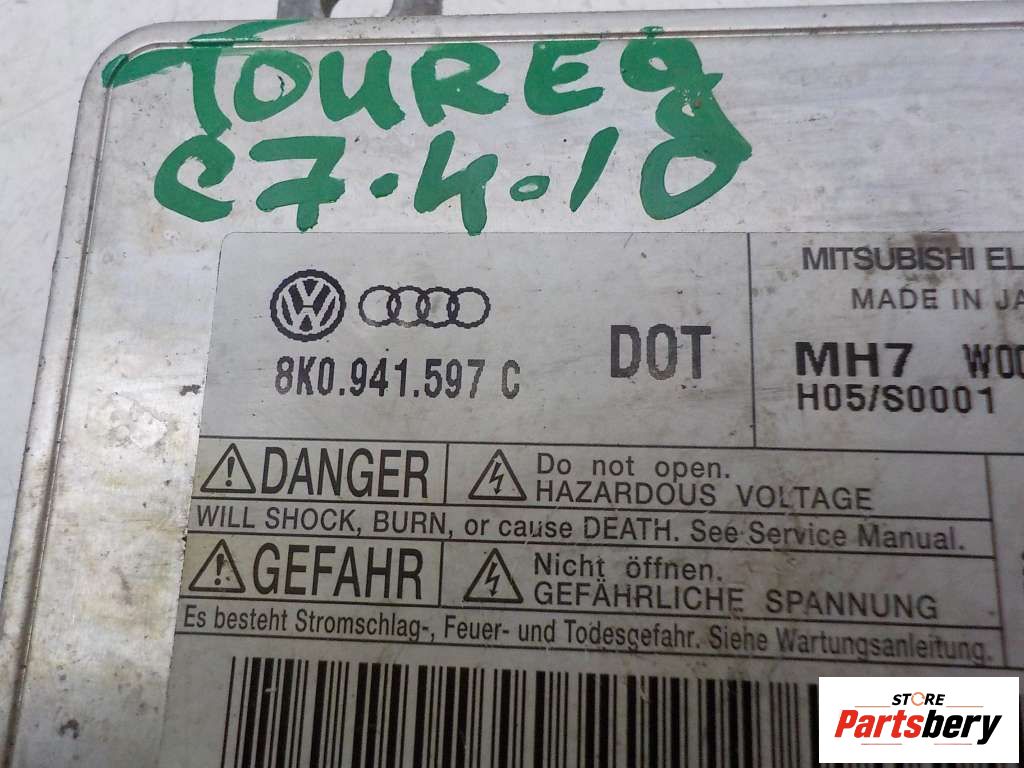 TOUREg
C7.4.10
8K0.941.597 C
DOT
MITSUBISHI EL
MADE IN JA
MH7 W00
H05/S0001
DANGER
Do not open.
HAZARDOUS VOLTAGE
WILL SHOCK, BURN, or cause DEATH. See Service Manual.
GEFAHR
Nicht öffnen.
GEFÄHRLICHE SPANNUNG
Es besteht Stromschlag-, Feuer- und Todesgefahr. Siehe Wartungsanleitung.
STORE
Partsbery